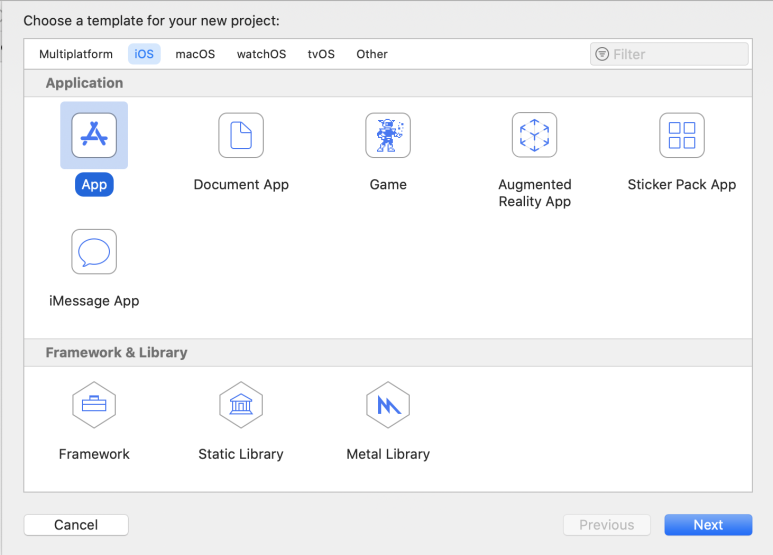 Choose a template for your new project:
Multiplatform iOS macOS watchOS tvOS Other Filter
Application
App Document App Game Augmented Reality App Sticker Pack App
iMessage App
Framework & Library
Framework Static Library Metal Library
Cancel Previous Next